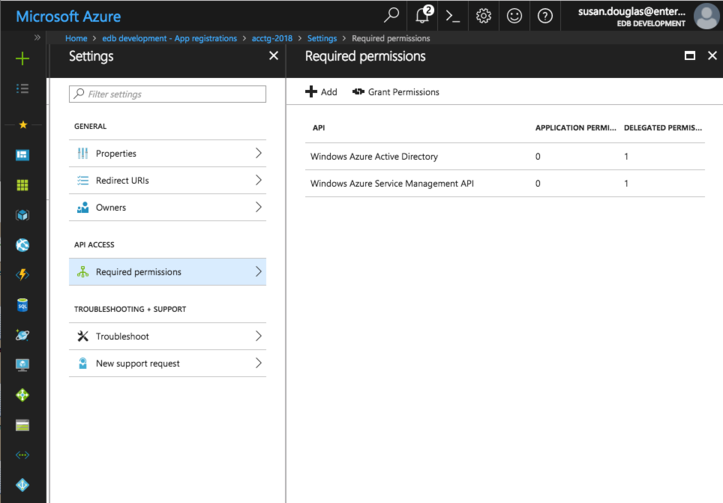 Microsoft Azure
2
susan.douglas@enter...
EDB DEVELOPMENT
Home > edb development - App registrations > acctg-2018 > Settings > Required permissions
Settings
Required permissions
Filter settings
Add
Grant Permissions
GENERAL
Properties
Redirect URIs
Owners
API ACCESS
Required permissions
TROUBLESHOOTING + SUPPORT
Troubleshoot
New support request
API
APPLICATION PERMI...
DELEGATED PERMIS...
Windows Azure Active Directory
0
1
Windows Azure Service Management API
0
1
SQL